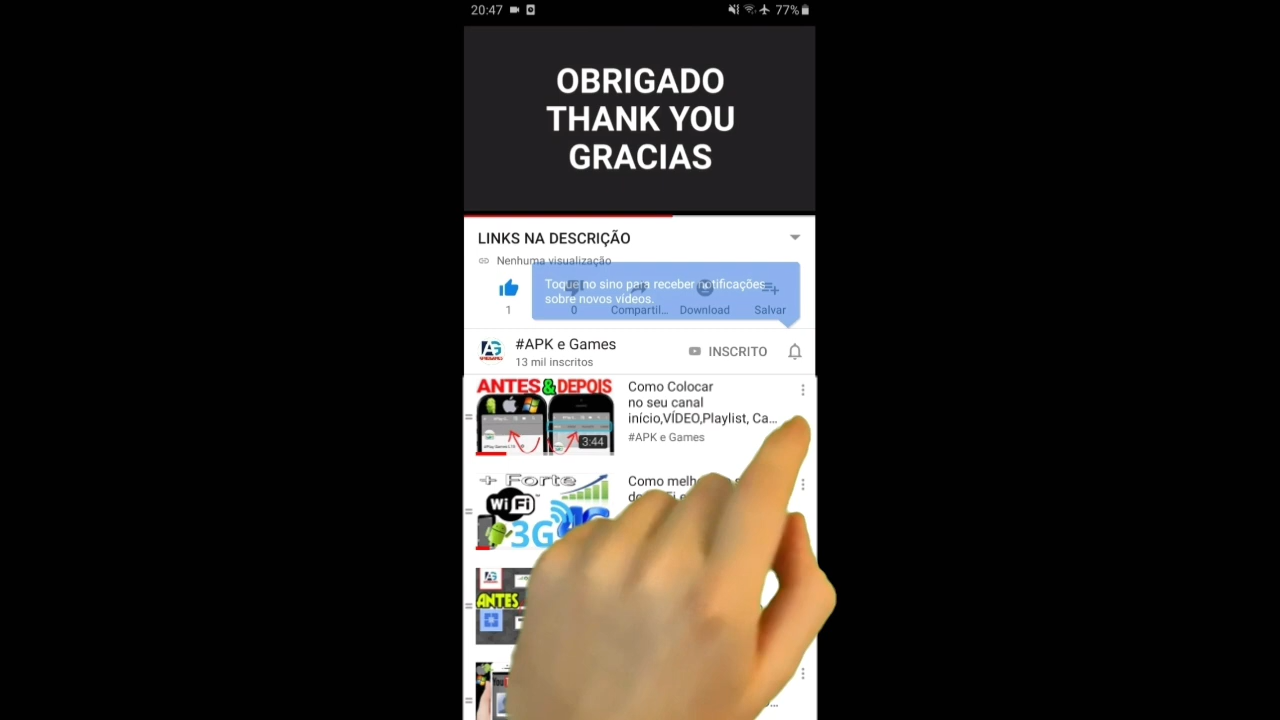 20:47
77%
OBRIGADO
THANK YOU
GRACIAS
LINKS NA DESCRIÇÃO
Nenhuma visualização
Toque no sino para receber notificações
sobre novos vídeos.
1
0
Compartil...
Download
Salvar
#APK e Games
13 mil inscritos
INSCRITO
ANTES & DEPOIS
3:44
Como Colocar
no seu canal
início,VÍDEO,Playlist, Ca...
#APK e Games
+ Forte
WiFi
3G
4G
Como
ANTES